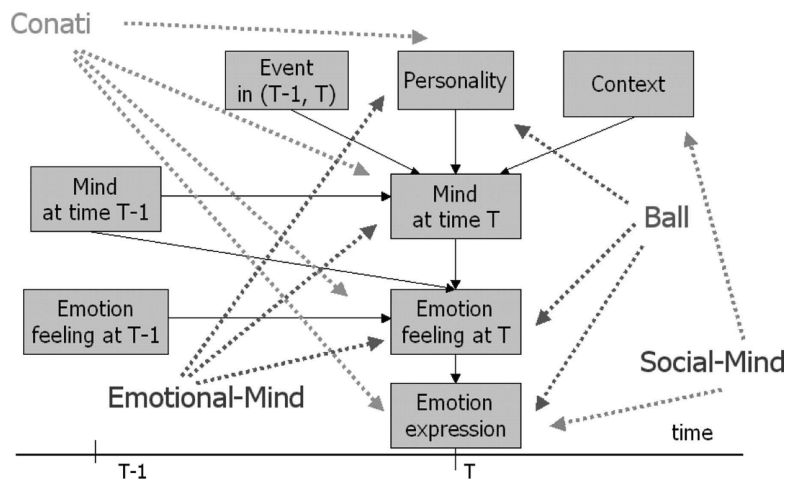 Conati
Event
in (T-1, T)
Personality
Context
Mind
at time T-1
Mind
at time T
Ball
Emotion
feeling at T-1
Emotion
feeling at T
Social-Mind
Emotional-Mind
Emotion
expression
time
T-1
T